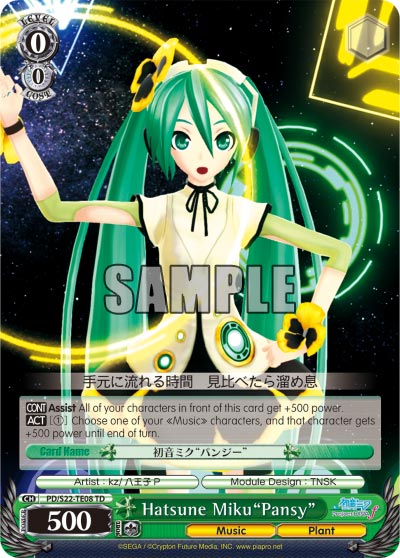 LEVEL
0
0
COST
SAMPLE
手元に流れる時間 見比べたら溜め息
CONT Assist All of your characters in front of this card get +500 power.
ACT [①] Choose one of your «Music» characters, and that character gets
+500 power until end of turn.
Card Name
初音ミク“パンジー”
Artist : kz/八王子P
Module Design : TNSK
CH
PD/S22-TE08 TD
POWER
500
Hatsune Miku“Pansy”
Music
Plant
©SEGA / ©Crypton Future Media, INC. www.piapro.net